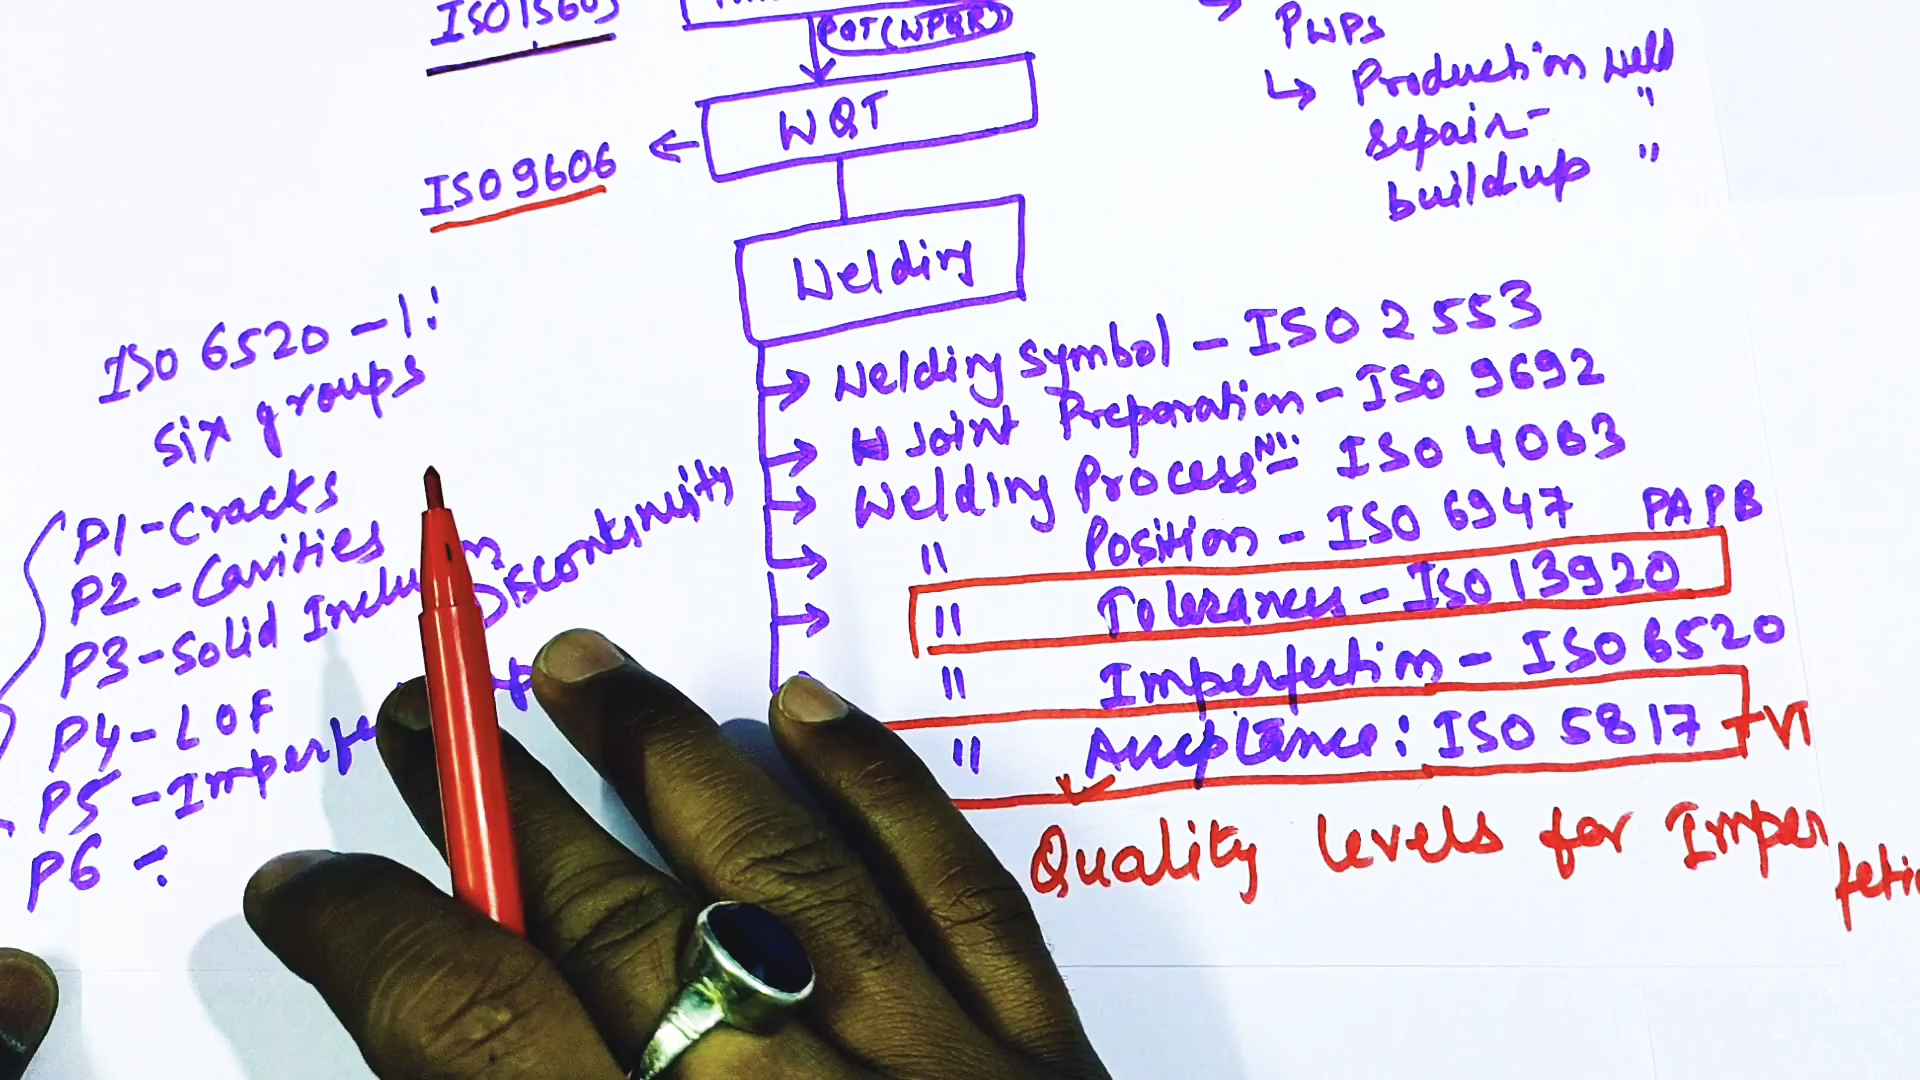 ISO 15603
PQT (WPQR)
PWPS
↳ Production weld
WQT
repair- "
buildup "
← ISO 9606
Welding
ISO 6520 -1:
six groups
P1-Cracks
P2-Cavities
P3-Solid
P4-LOF
P5-
P6 -
Discontinuity
→ Welding symbol - ISO 2553
→ W Joint Preparation - ISO 9692
→ Welding Process - ISO 4063
→ " Position - ISO 6947 PA PB
→ " Tolerances - ISO 13920
" Imperfection - ISO 6520
" Acceptance: ISO 5817 → VT
Quality levels for Imper